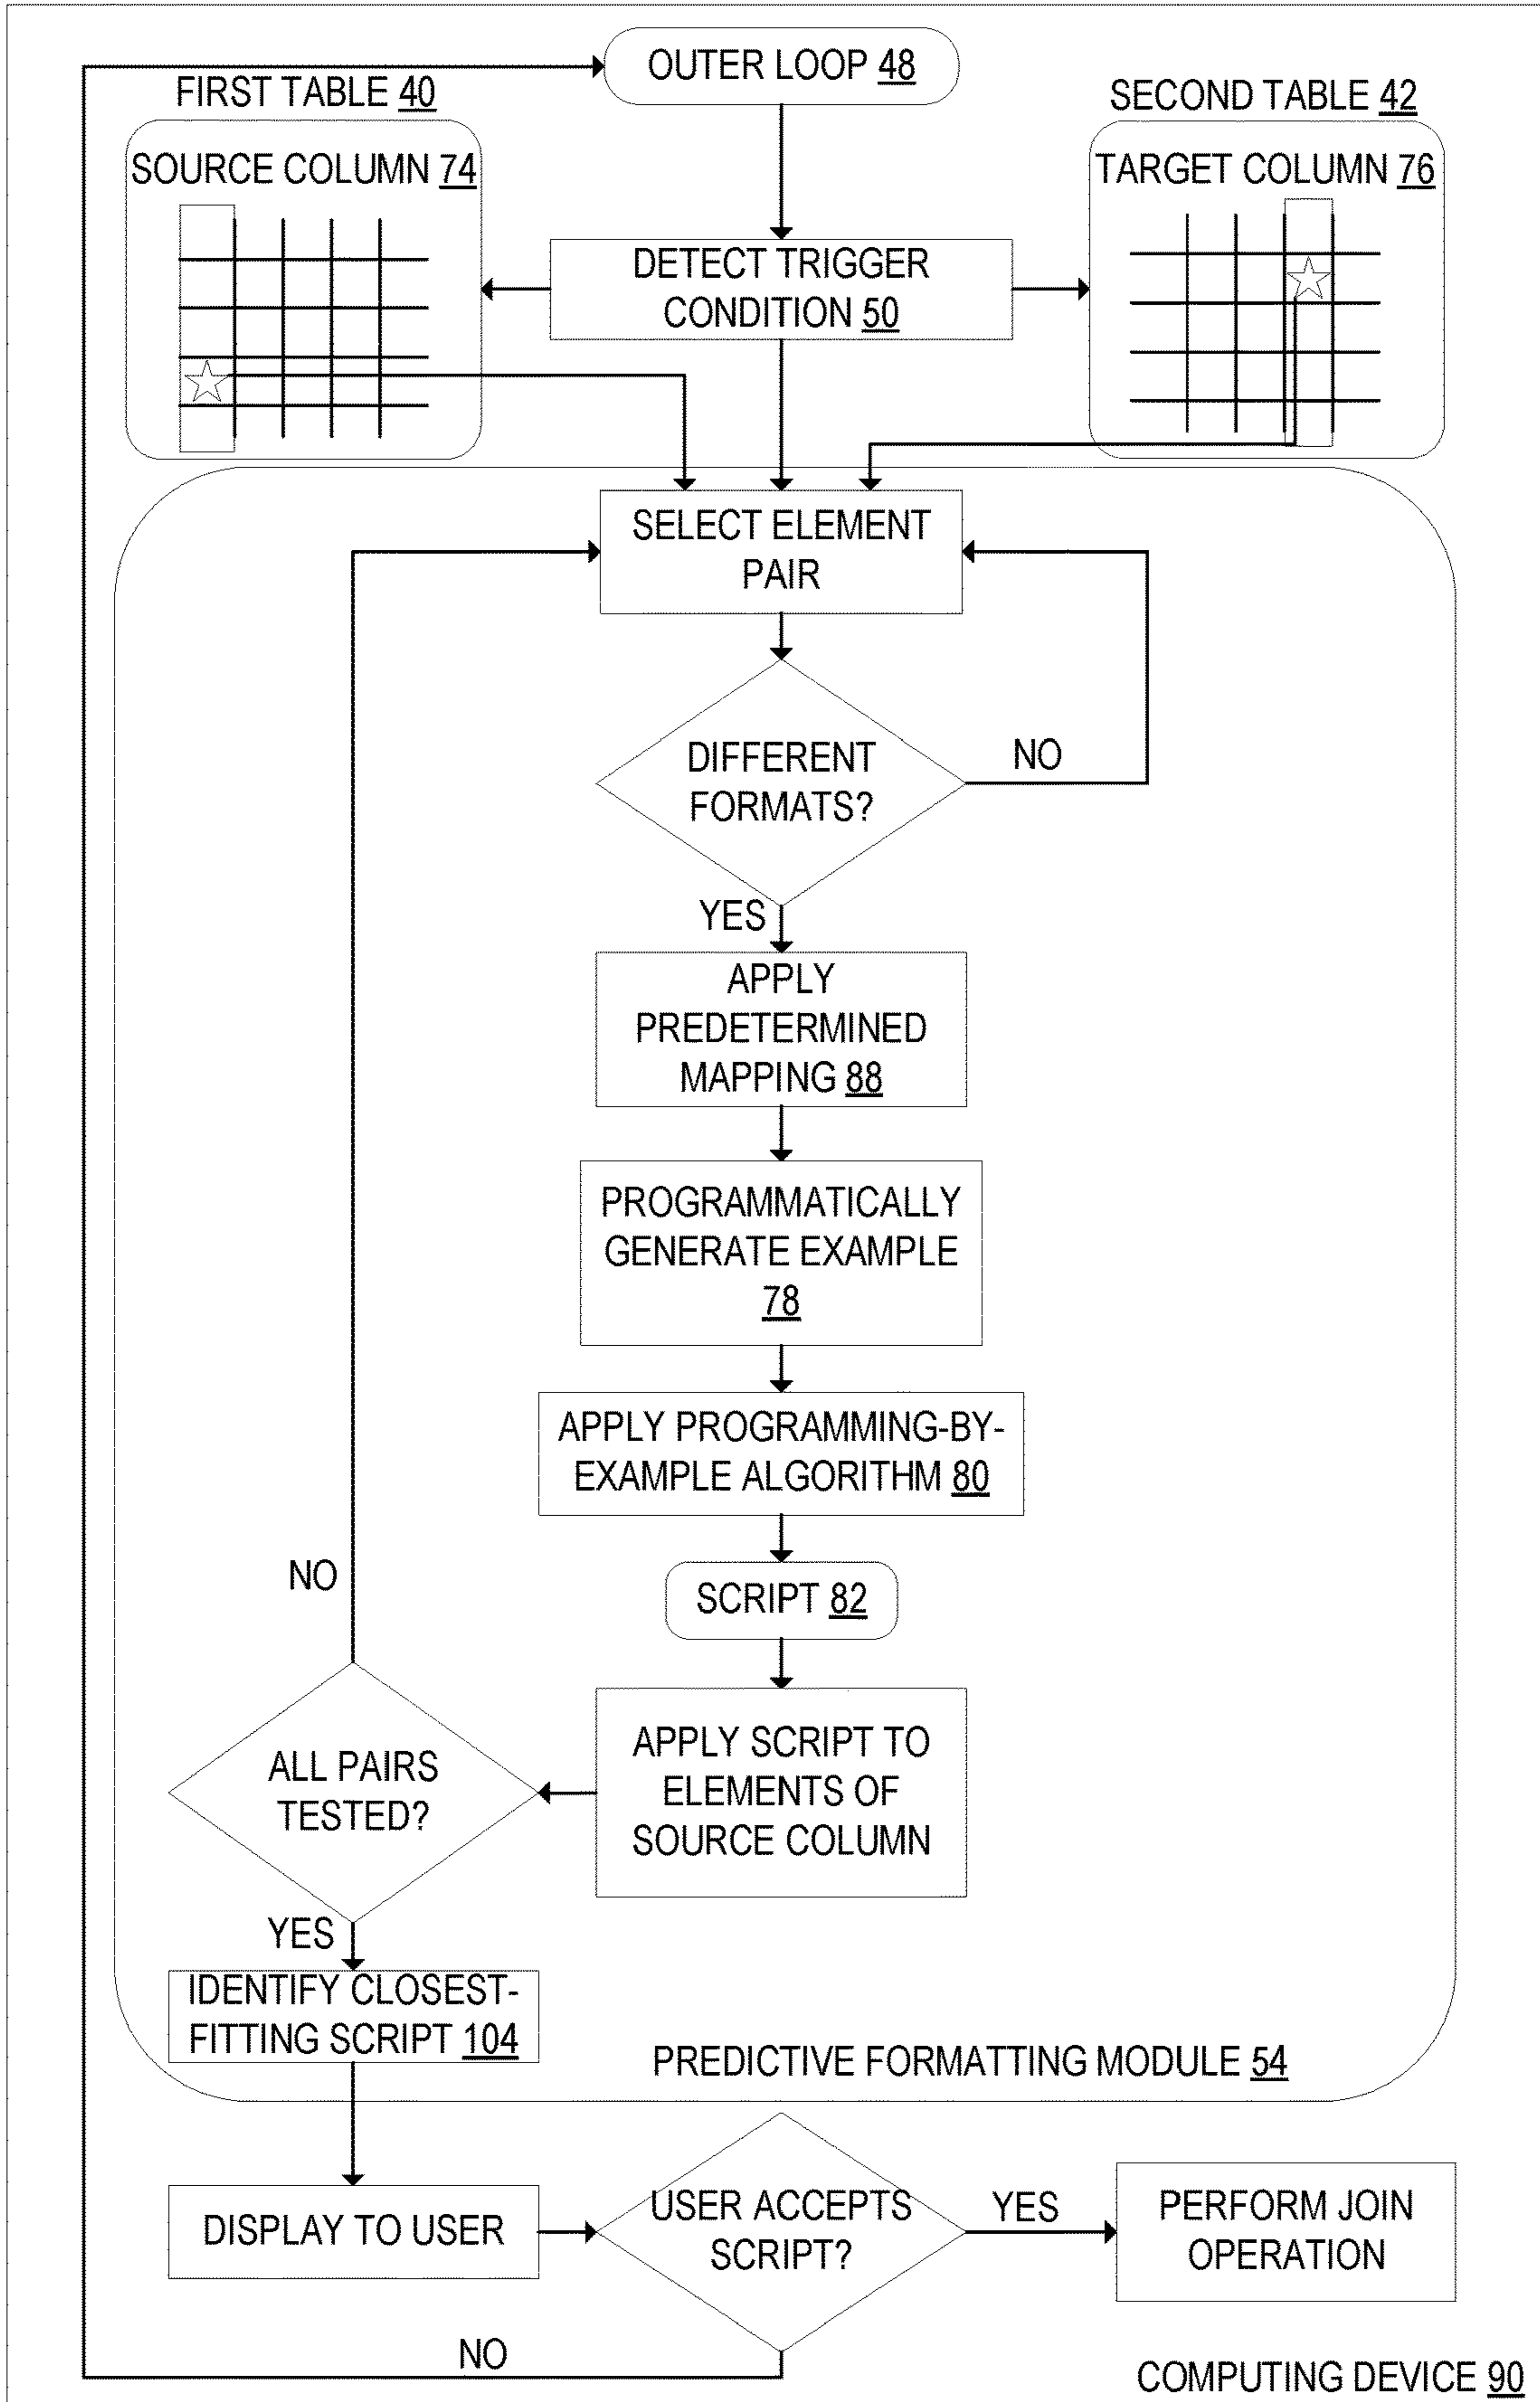 OUTER LOOP 48
FIRST TABLE 40
SECOND TABLE 42
SOURCE COLUMN 74
TARGET COLUMN 76
DETECT TRIGGER
CONDITION 50
SELECT ELEMENT
PAIR
DIFFERENT
FORMATS?
NO
YES
APPLY
PREDETERMINED
MAPPING 88
PROGRAMMATICALLY
GENERATE EXAMPLE
78
APPLY PROGRAMMING-BY-
EXAMPLE ALGORITHM 80
SCRIPT 82
APPLY SCRIPT TO
ELEMENTS OF
SOURCE COLUMN
NO
ALL PAIRS
TESTED?
YES
IDENTIFY CLOSEST-
FITTING SCRIPT 104
PREDICTIVE FORMATTING MODULE 54
DISPLAY TO USER
USER ACCEPTS
SCRIPT?
YES
PERFORM JOIN
OPERATION
NO
COMPUTING DEVICE 90